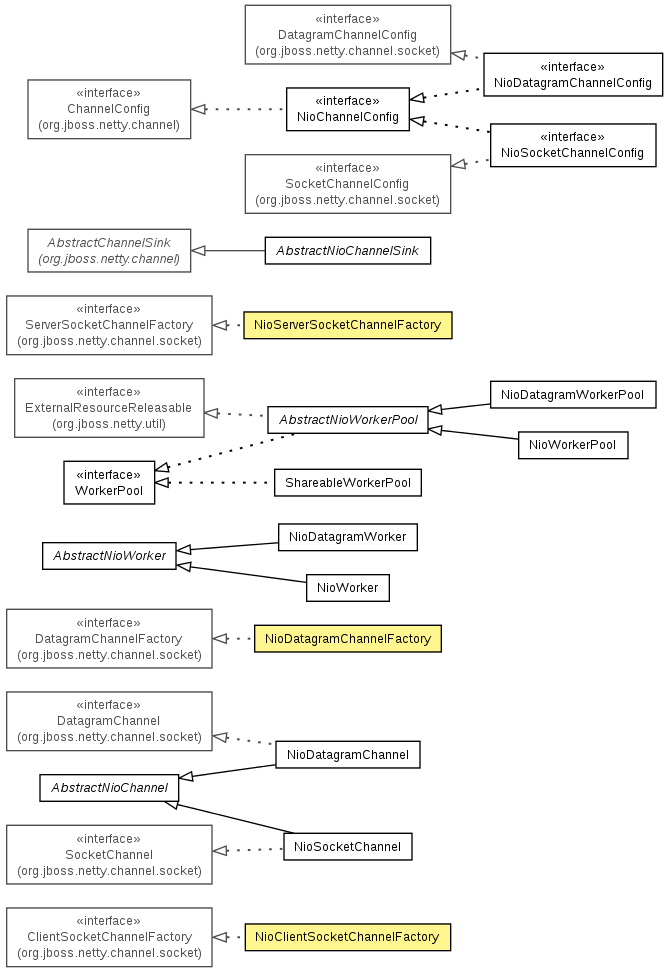 «interface»
DatagramChannelConfig
(org.jboss.netty.channel.socket)
«interface»
NioDatagramChannelConfig
«interface»
ChannelConfig
(org.jboss.netty.channel)
«interface»
NioChannelConfig
«interface»
NioSocketChannelConfig
«interface»
SocketChannelConfig
(org.jboss.netty.channel.socket)
AbstractChannelSink
(org.jboss.netty.channel)
AbstractNioChannelSink
«interface»
ServerSocketChannelFactory
(org.jboss.netty.channel.socket)
NioServerSocketChannelFactory
«interface»
ExternalResourceReleasable
(org.jboss.netty.util)
AbstractNioWorkerPool
NioDatagramWorkerPool
NioWorkerPool
«interface»
WorkerPool
ShareableWorkerPool
AbstractNioWorker
NioDatagramWorker
NioWorker
«interface»
DatagramChannelFactory
(org.jboss.netty.channel.socket)
NioDatagramChannelFactory
«interface»
DatagramChannel
(org.jboss.netty.channel.socket)
NioDatagramChannel
AbstractNioChannel
NioSocketChannel
«interface»
SocketChannel
(org.jboss.netty.channel.socket)
«interface»
ClientSocketChannelFactory
(org.jboss.netty.channel.socket)
NioClientSocketChannelFactory